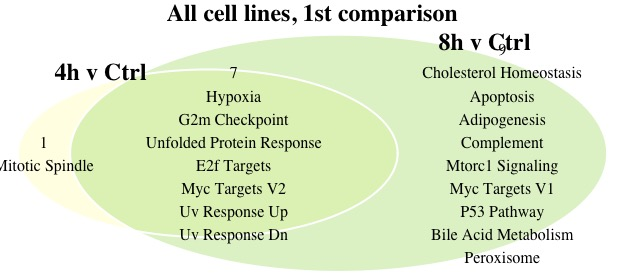 All cell lines, 1st comparison
8h v Ctrl
9
4h v Ctrl
7
Hypoxia
G2m Checkpoint
Unfolded Protein Response
E2f Targets
Myc Targets V2
Uv Response Up
Uv Response Dn
1
Mitotic Spindle
Cholesterol Homeostasis
Apoptosis
Adipogenesis
Complement
Mtorc1 Signaling
Myc Targets V1
P53 Pathway
Bile Acid Metabolism
Peroxisome